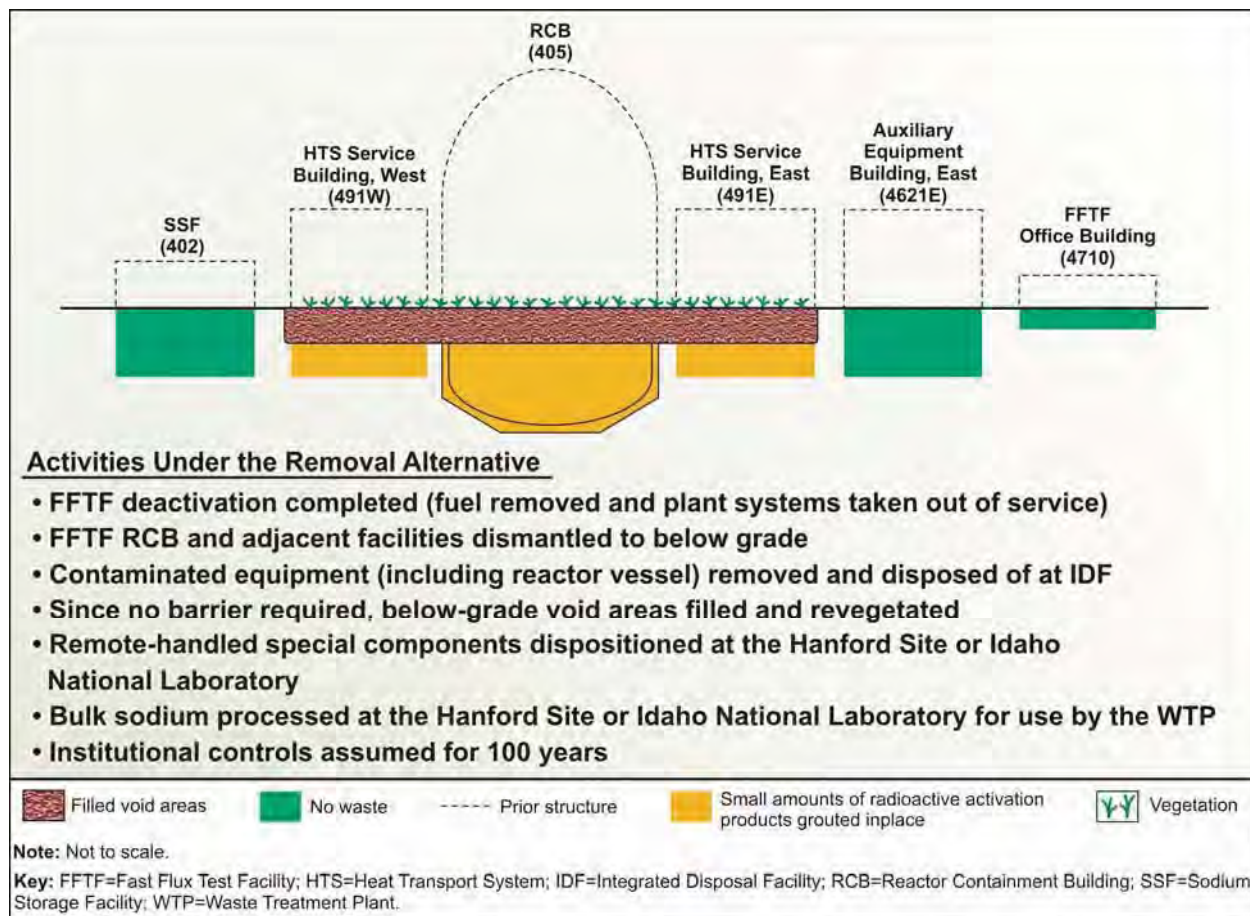 RCB
(405)
HTS Service
Building, West
(491W)
HTS Service
Building, East
(491E)
Auxiliary
Equipment
Building, East
(4621E)
SSF
(402)
FFTF
Office Building
(4710)
Activities Under the Removal Alternative
• FFTF deactivation completed (fuel removed and plant systems taken out of service)
• FFTF RCB and adjacent facilities dismantled to below grade
• Contaminated equipment (including reactor vessel) removed and disposed of at IDF
• Since no barrier required, below-grade void areas filled and revegetated
• Remote-handled special components dispositioned at the Hanford Site or Idaho
National Laboratory
• Bulk sodium processed at the Hanford Site or Idaho National Laboratory for use by the WTP
• Institutional controls assumed for 100 years
Filled void areas
No waste
Prior structure
Small amounts of radioactive activation
products grouted inplace
Vegetation
Note: Not to scale.
Key: FFTF=Fast Flux Test Facility; HTS=Heat Transport System; IDF=Integrated Disposal Facility; RCB=Reactor Containment Building; SSF=Sodium
Storage Facility; WTP=Waste Treatment Plant.